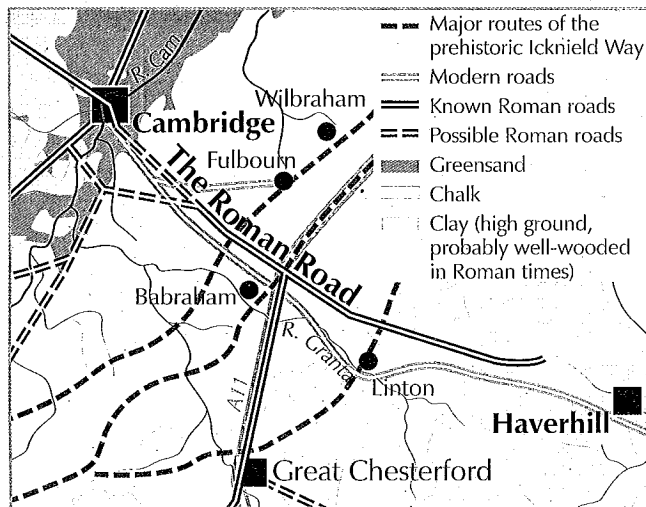 Major routes of the
prehistoric Icknield Way
Modern roads
Known Roman roads
Possible Roman roads
Greensand
Chalk
Clay (high ground,
probably well-wooded
in Roman times)
R. Cam
Cambridge
Wilbraham
Fulbourn
The Roman Road
Babraham
R. Granta
A11
Linton
Haverhill
Great Chesterford